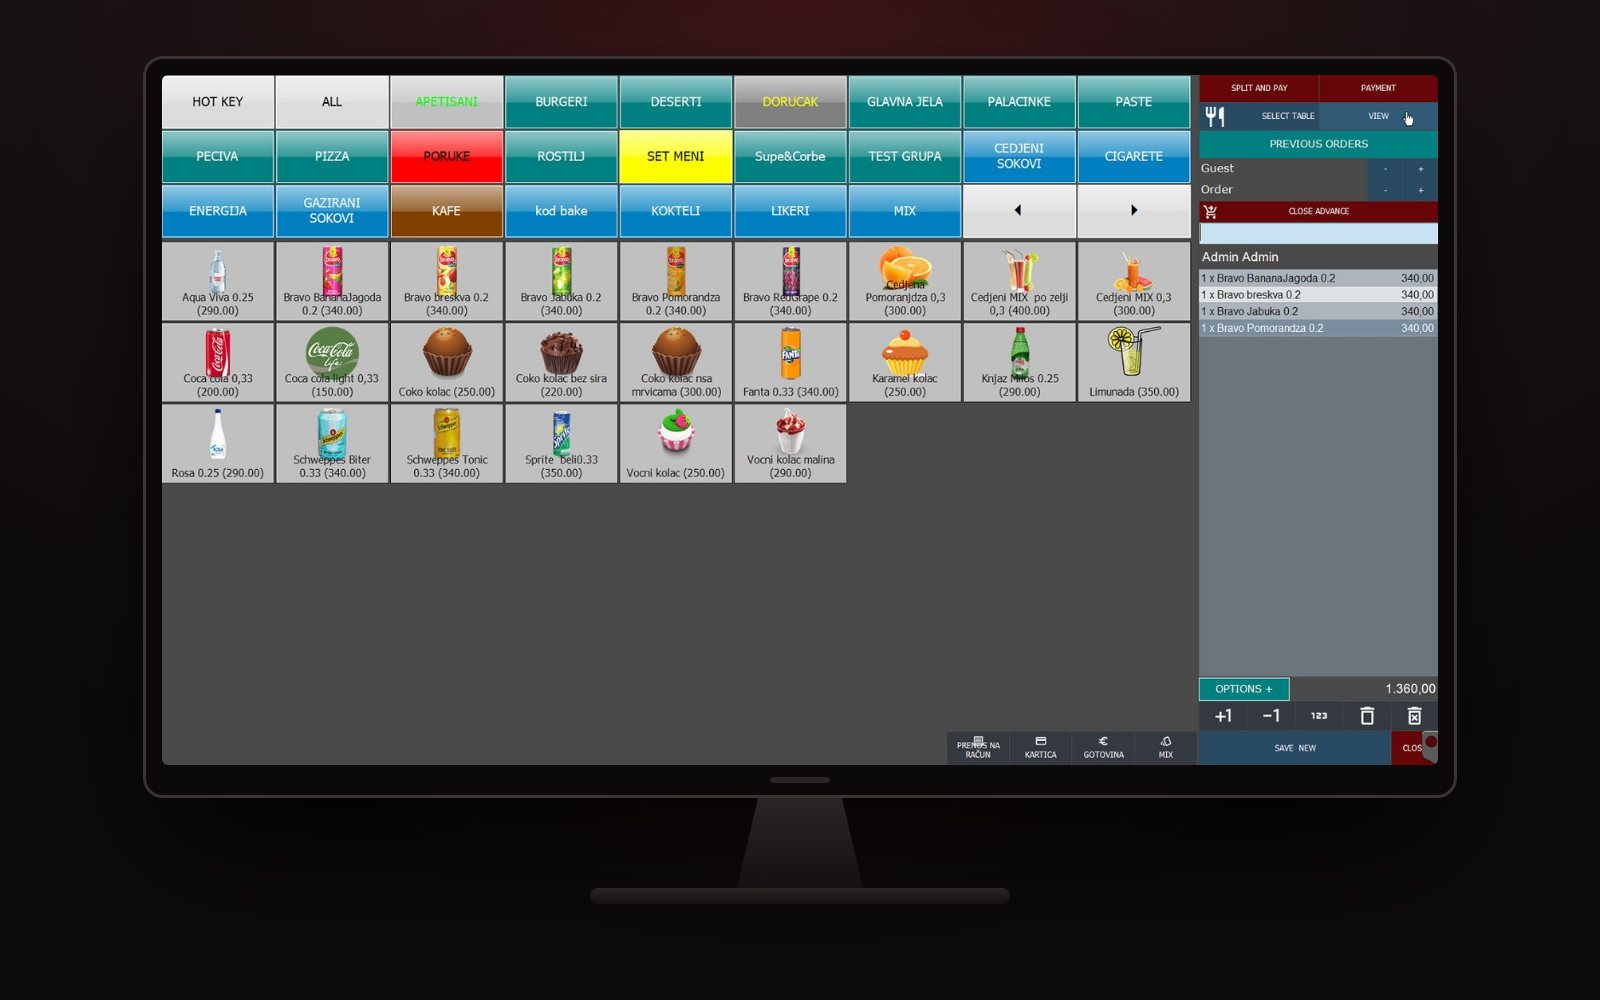 HOT KEY
ALL
APETISANI
BURGERI
DESERTI
DORUCAK
GLAVNA JELA
PALACINKE
PASTE
PECIVA
PIZZA
PORUKE
ROSTILJ
SET MENI
Supe&Corbe
TEST GRUPA
CEDJENI
SOKOVI
CIGARETE
ENERGIJA
GAZIRANI
SOKOVI
KAFE
kod bake
KOKTELI
LIKERI
MIX
Aqua Viva 0.25
(290.00)
Bravo BananaJagoda
0.2 (340.00)
Bravo breskva 0.2
(340.00)
Bravo Jabuka 0.2
(340.00)
Bravo Pomorandza
0.2 (340.00)
Bravo RedGrape 0.2
(340.00)
Cedjena
Pomoranjdza 0,3
(300.00)
Cedjeni MIX po zelji
0,3 (400.00)
Cedjeni MIX 0,3
(300.00)
Coca cola 0,33
(200.00)
Coca cola light 0,33
(150.00)
Coko kolac (250.00)
Coko kolac bez sira
(220.00)
Coko kolac nsa
mrvicama (300.00)
Fanta 0.33 (340.00)
Karamel kolac
(250.00)
Knjaz Milos 0.25
(290.00)
Limunada (350.00)
Rosa 0.25 (290.00)
Schweppes Biter
0.33 (340.00)
Schweppes Tonic
0.33 (340.00)
Sprite beli0.33
(350.00)
Vocni kolac (250.00)
Vocni kolac malina
(290.00)
PRENOS NA
RAČUN
KARTICA
GOTOVINA
MIX
SPLIT AND PAY
PAYMENT
SELECT TABLE
VIEW
PREVIOUS ORDERS
Guest
-
+
Order
-
+
CLOSE ADVANCE
Admin Admin
1 x Bravo BananaJagoda 0.2 340,00
1 x Bravo breskva 0.2 340,00
1 x Bravo Jabuka 0.2 340,00
1 x Bravo Pomorandza 0.2 340,00
OPTIONS +
1.360,00
+1
−1
123
SAVE NEW
CLOS